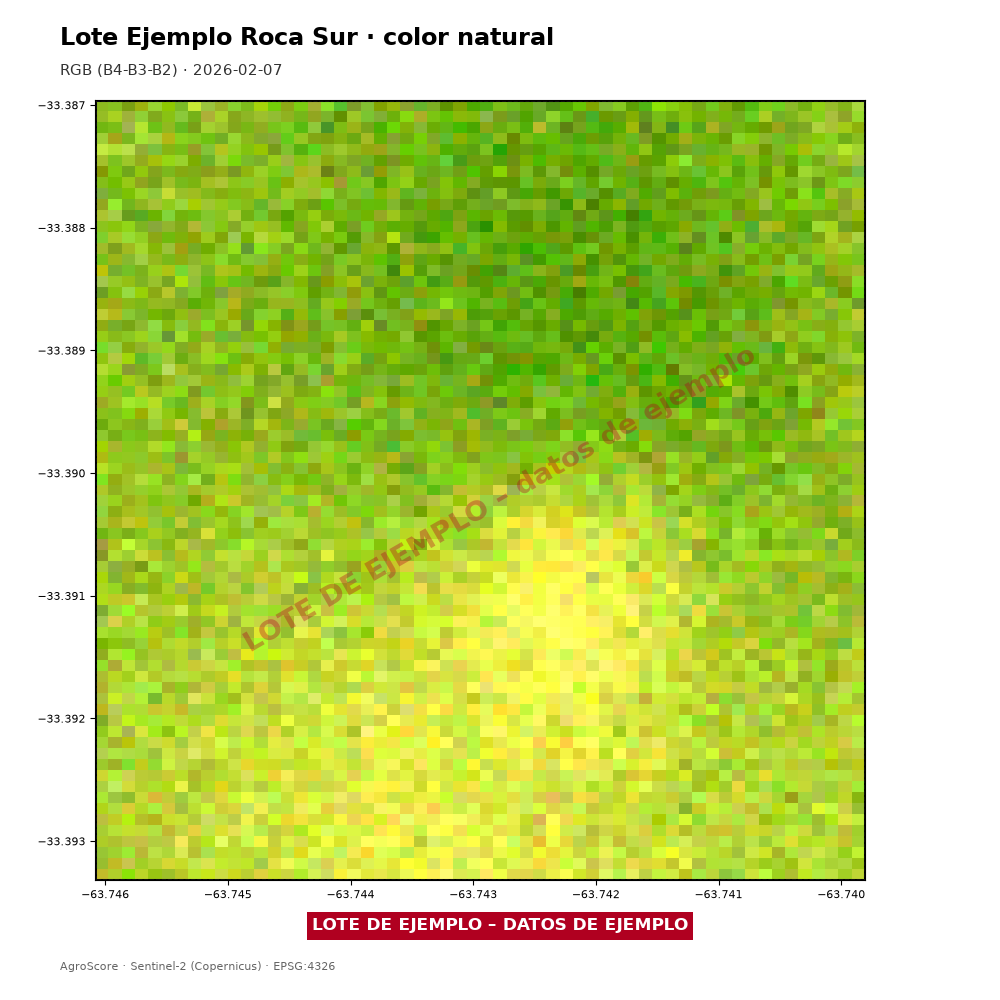 Lote Ejemplo Roca Sur · color natural
RGB (B4-B3-B2) · 2026-02-07
−33.387
−33.388
−33.389
−33.390
−33.391
−33.392
−33.393
LOTE DE EJEMPLO – datos de ejemplo
−63.746 −63.745 −63.744 −63.743 −63.742 −63.741 −63.740
LOTE DE EJEMPLO – DATOS DE EJEMPLO
AgroScore · Sentinel-2 (Copernicus) · EPSG:4326